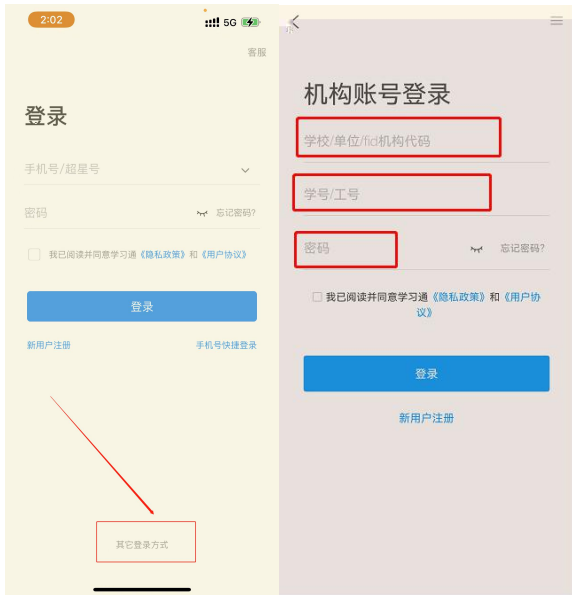 2:02
5G
客服
登录
手机号/超星号
密码
忘记密码?
我已阅读并同意学习通《隐私政策》和《用户协议》
登录
新用户注册
手机号快捷登录
其它登录方式
机构账号登录
学校/单位/fid机构代码
学号/工号
密码
忘记密码?
我已阅读并同意学习通《隐私政策》和《用户协
议》
登录
新用户注册